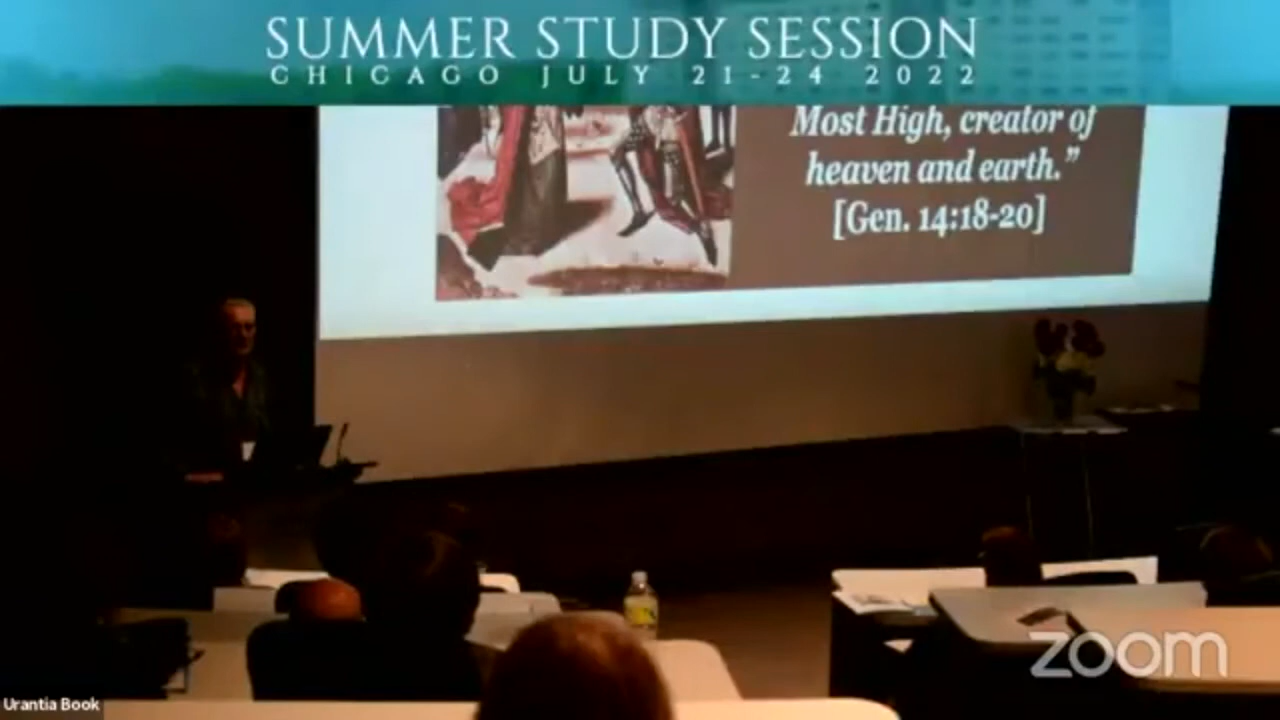 SUMMER STUDY SESSION
CHICAGO JULY 21-24 2022
Most High, creator of
heaven and earth.”
[Gen. 14:18-20]
zoom
Urantia Book